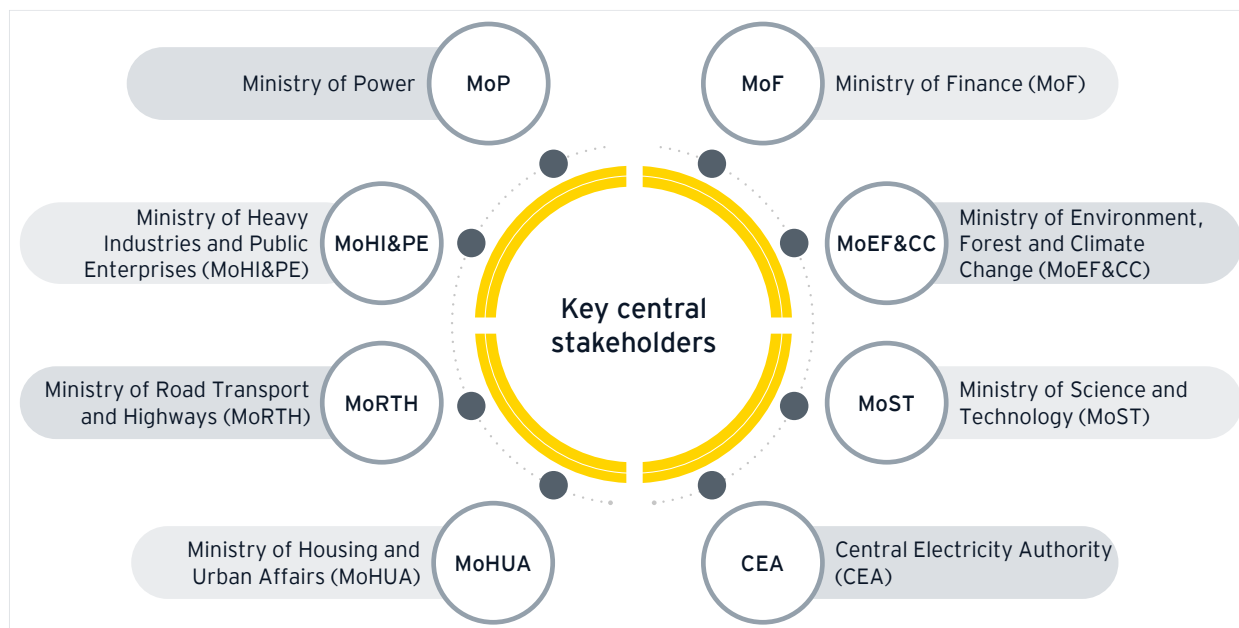 Ministry of Power
MoP
MoF
Ministry of Finance (MoF)
Ministry of Heavy
Industries and Public
Enterprises (MoHI&PE)
MoHI&PE
MoEF&CC
Ministry of Environment,
Forest and Climate
Change (MoEF&CC)
Key central
stakeholders
Ministry of Road Transport
and Highways (MoRTH)
MoRTH
MoST
Ministry of Science and
Technology (MoST)
Ministry of Housing and
Urban Affairs (MoHUA)
MoHUA
CEA
Central Electricity Authority
(CEA)